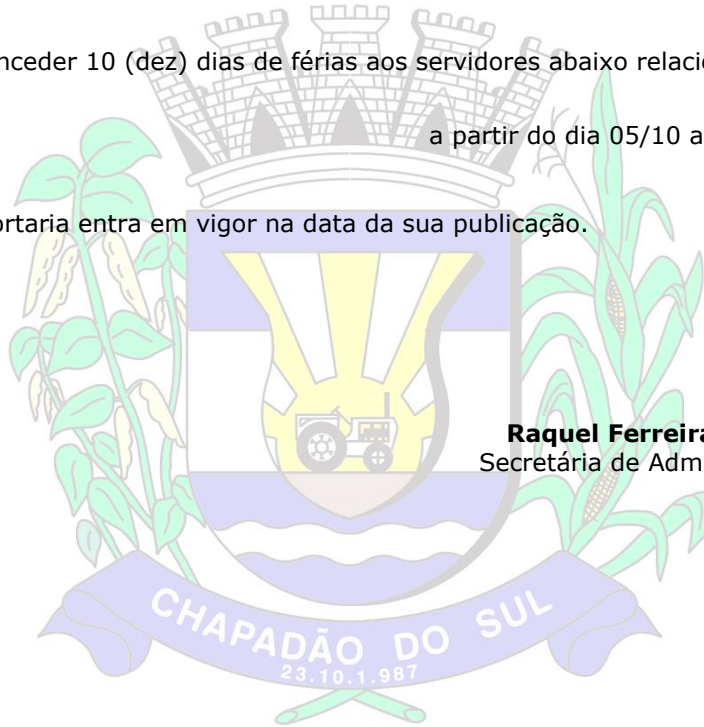 nceder 10 (dez) dias de férias aos servidores abaixo relacio
a partir do dia 05/10 a
ortaria entra em vigor na data da sua publicação.
Raquel Ferreira
Secretária de Adm
CHAPADÃO DO SUL
23.10.1.987